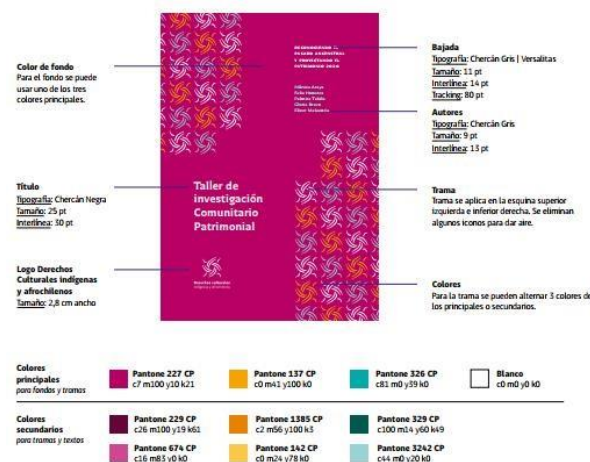 Color de fondo
Para el fondo se puede
usar uno de los tres
colores principales.
Título
Tipografía: Chercán Negra
Tamaño: 25 pt
Interlínea: 30 pt
Logo Derechos
Culturales indígenas
y afrochilenos
Tamaño: 2,8 cm ancho
PATRIMONIO
Taller de
investigación
Comunitario
Patrimonial
Derechos culturales
Bajada
Tipografía: Chercán Gris | Versalitas
Tamaño: 11 pt
Interlínea: 14 pt
Tracking: 80 pt
Autores
Tipografía: Chercán Gris
Tamaño: 9 pt
Interlínea: 13 pt
Trama
Trama se aplica en la esquina superior
izquierda e inferior derecha. Se eliminan
algunos iconos para dar aire.
Colores
Para la trama se pueden alternar 3 colores de
los principales o secundarios.
Colores
principales
para fondos y tramas
Pantone 227 CP
c7 m100 y10 k21
Pantone 137 CP
c0 m41 y100 k0
Pantone 326 CP
c81 m0 y39 k0
Blanco
c0 m0 y0 k0
Colores
secundarios
para tramas y textos
Pantone 229 CP
c26 m100 y19 k61
Pantone 1385 CP
c2 m56 y100 k3
Pantone 329 CP
c100 m14 y60 k49
Pantone 674 CP
c16 m83 y0 k0
Pantone 142 CP
c0 m24 y78 k0
Pantone 3242 CP
c44 m0 y20 k0